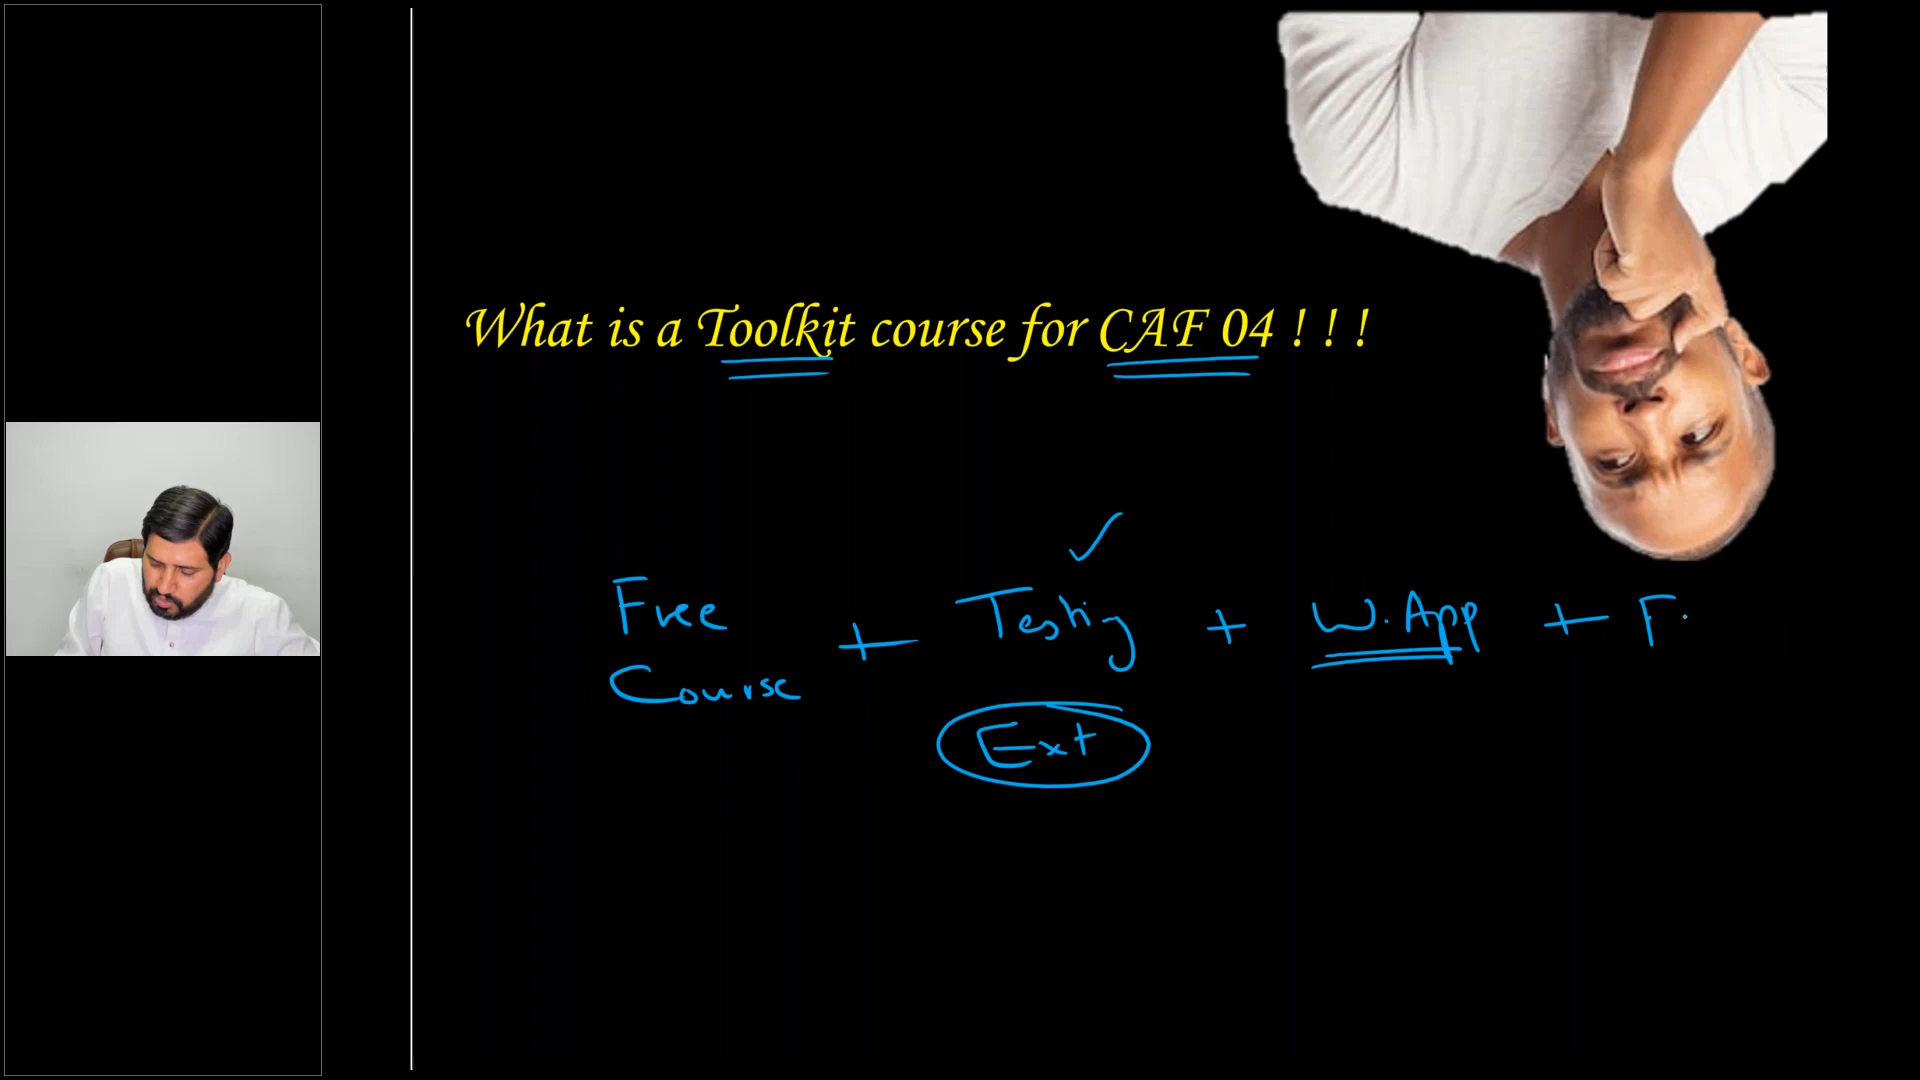 What is a Toolkit course for CAF 04 ! ! !
Free Course + Testing + W.App + F.
Ext